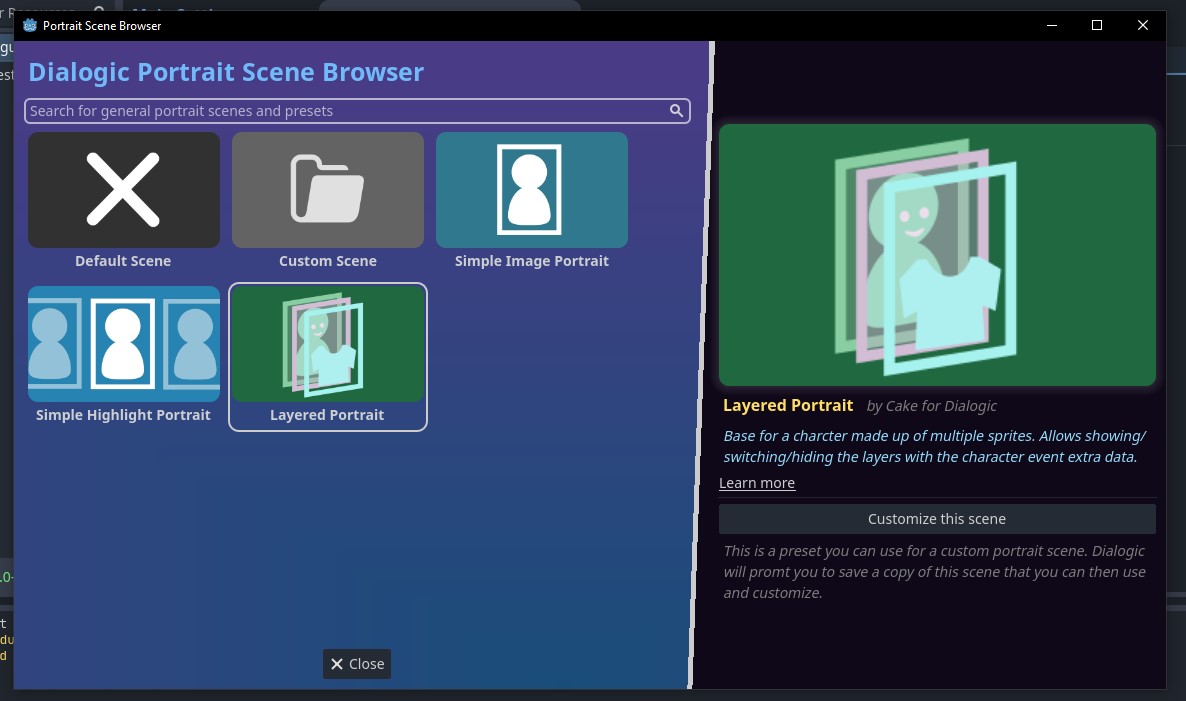 Portrait Scene Browser
Dialogic Portrait Scene Browser
Search for general portrait scenes and presets
Default Scene
Custom Scene
Simple Image Portrait
Simple Highlight Portrait
Layered Portrait
Close
Layered Portrait by Cake for Dialogic
Base for a charcter made up of multiple sprites. Allows showing/
switching/hiding the layers with the character event extra data.
Learn more
Customize this scene
This is a preset you can use for a custom portrait scene. Dialogic
will promt you to save a copy of this scene that you can then use
and customize.